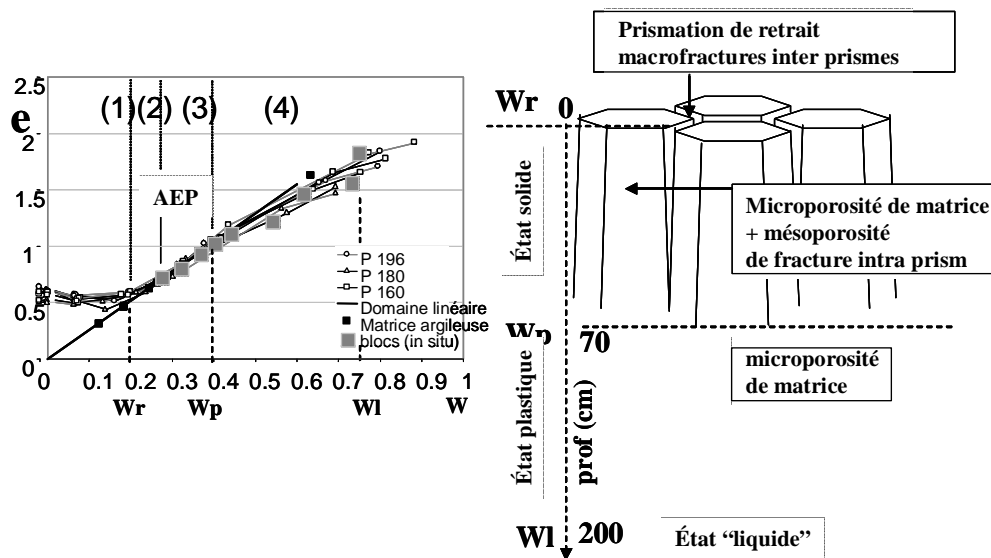 2.5
2
1.5
1
0.5
0
e
(1)
(2)
(3)
(4)
AEP
P 196
P 180
P 160
Domaine linéaire
Matrice argileuse
blocs (in situ)
0
0.1
0.2
0.3
0.4
0.5
0.6
0.7
0.8
0.9
1
Wr
Wp
Wl
W
Prismation de retrait
macrofractures inter prismes
Wr
0
État solide
Microporosité de matrice
+ mésoporosité
de fracture intra prism
Wp
70
microporosité
de matrice
État plastique
prof (cm)
Wl
200
État “liquide”